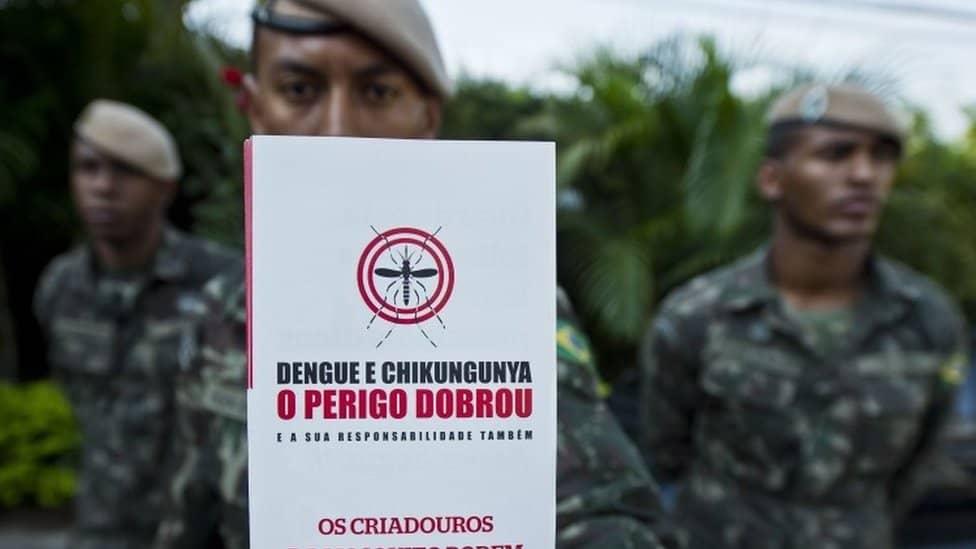 DENGUE E CHIKUNGUNYA
O PERIGO DOBROU
E A SUA RESPONSABILIDADE TAMBÉM
OS CRIADOUROS